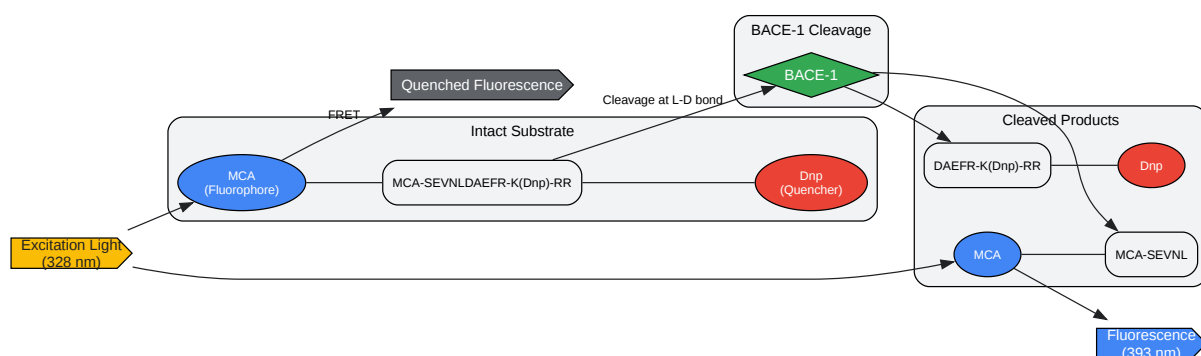 BACE-1 Cleavage
BACE-1
Quenched Fluorescence
Cleavage at L-D bond
FRET
Intact Substrate
MCA
(Fluorophore)
MCA-SEVNLDAEFR-K(Dnp)-RR
Dnp
(Quencher)
Cleaved Products
DAEFR-K(Dnp)-RR
Dnp
Excitation Light
(328 nm)
MCA
MCA-SEVNL
Fluorescence
(393 nm)